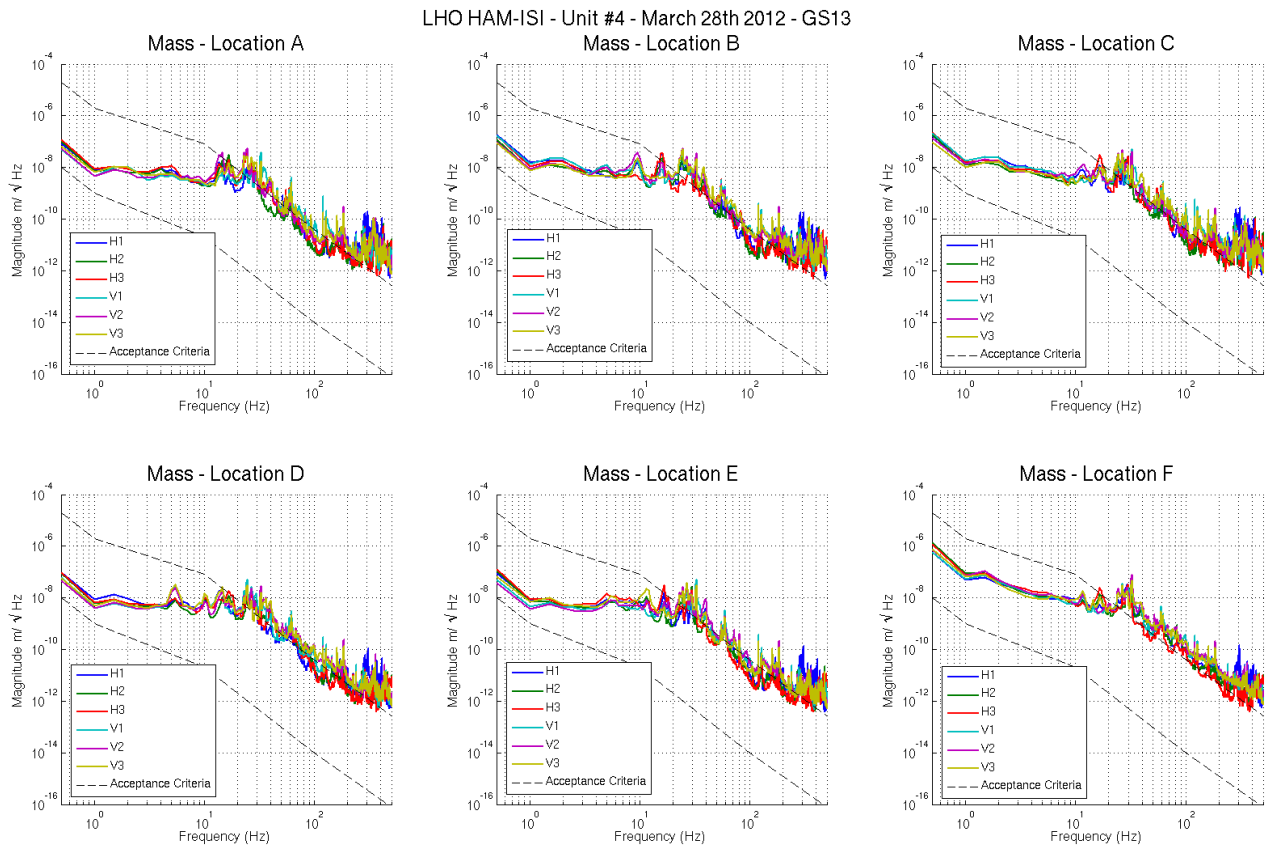 LHO HAM-ISI - Unit #4 - March 28th 2012 - GS13
Mass - Location A
Magnitude m/ √ Hz
10^-4
10^-6
10^-8
10^-10
10^-12
10^-14
10^-16
H1
H2
H3
V1
V2
V3
Acceptance Criteria
10^0
10^1
10^2
Frequency (Hz)
Mass - Location B
Magnitude m/ √ Hz
10^-4
10^-6
10^-8
10^-10
10^-12
10^-14
10^-16
H1
H2
H3
V1
V2
V3
Acceptance Criteria
10^0
10^1
10^2
Frequency (Hz)
Mass - Location C
Magnitude m/ √ Hz
10^-4
10^-6
10^-8
10^-10
10^-12
10^-14
10^-16
H1
H2
H3
V1
V2
V3
Acceptance Criteria
10^0
10^1
10^2
Frequency (Hz)
Mass - Location D
Magnitude m/ √ Hz
10^-4
10^-6
10^-8
10^-10
10^-12
10^-14
10^-16
H1
H2
H3
V1
V2
V3
Acceptance Criteria
10^0
10^1
10^2
Frequency (Hz)
Mass - Location E
Magnitude m/ √ Hz
10^-4
10^-6
10^-8
10^-10
10^-12
10^-14
10^-16
H1
H2
H3
V1
V2
V3
Acceptance Criteria
10^0
10^1
10^2
Frequency (Hz)
Mass - Location F
Magnitude m/ √ Hz
10^-4
10^-6
10^-8
10^-10
10^-12
10^-14
10^-16
H1
H2
H3
V1
V2
V3
Acceptance Criteria
10^0
10^1
10^2
Frequency (Hz)